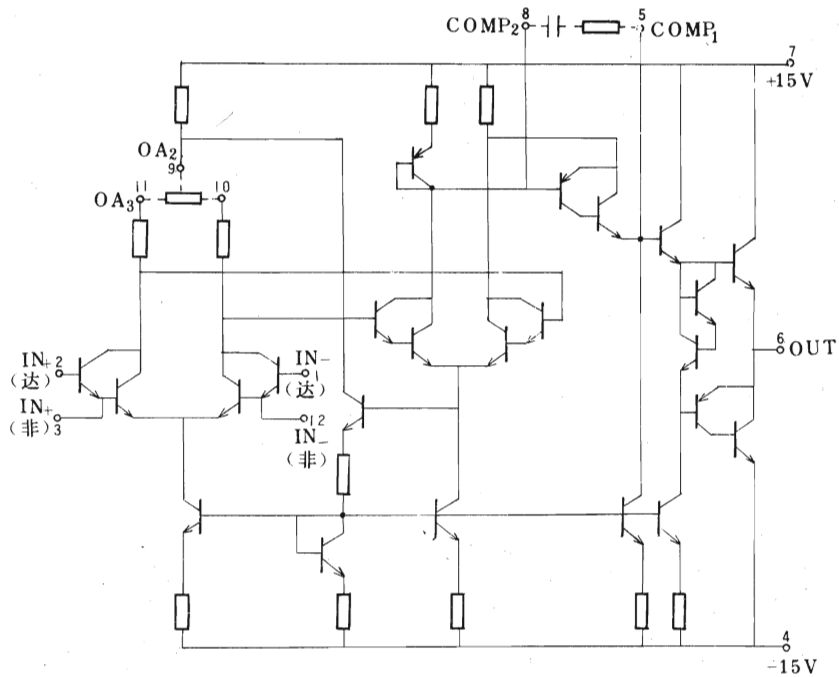 8
5
COMP₂
COMP₁
7
+15V
OA₂
9
11
10
OA₃
IN₊2
(达)
IN₊
(非)3
IN₋
1
(达)
12
IN₋
(非)
6
OUT
4
-15V